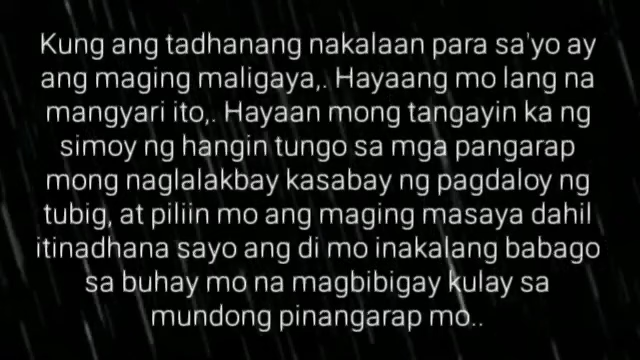 Kung ang tadhanang nakalaan para sa'yo ay
ang maging maligaya,. Hayaang mo lang na
mangyari ito,. Hayaan mong tangayin ka ng
simoy ng hangin tungo sa mga pangarap
mong naglalakbay kasabay ng pagdaloy ng
tubig, at piliin mo ang maging masaya dahil
itinadhana sayo ang di mo inakalang babago
sa buhay mo na magbibigay kulay sa
mundong pinangarap mo..